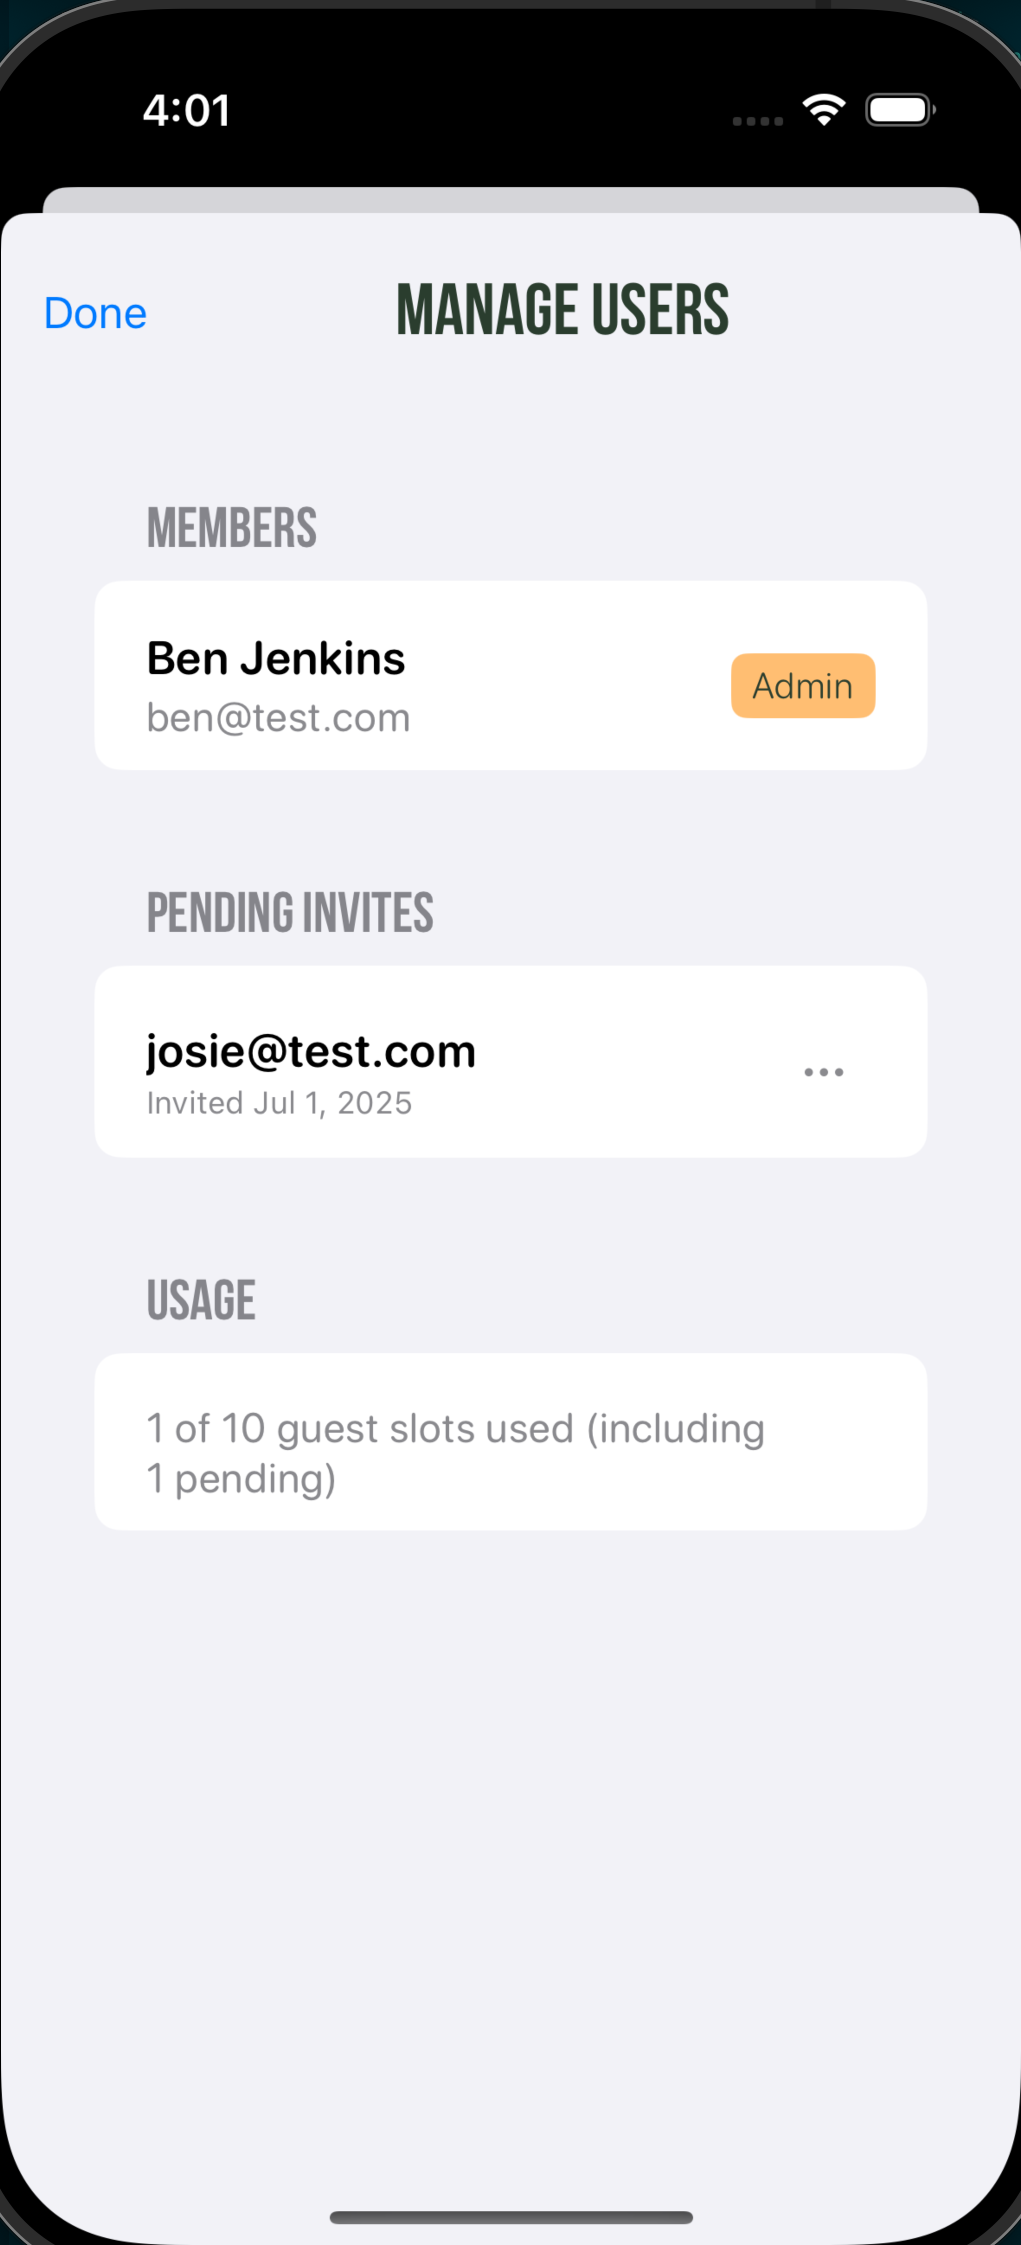 4:01
Done
MANAGE USERS
MEMBERS
Ben Jenkins
Admin
ben@test.com
PENDING INVITES
josie@test.com
Invited Jul 1, 2025
USAGE
1 of 10 guest slots used (including
1 pending)